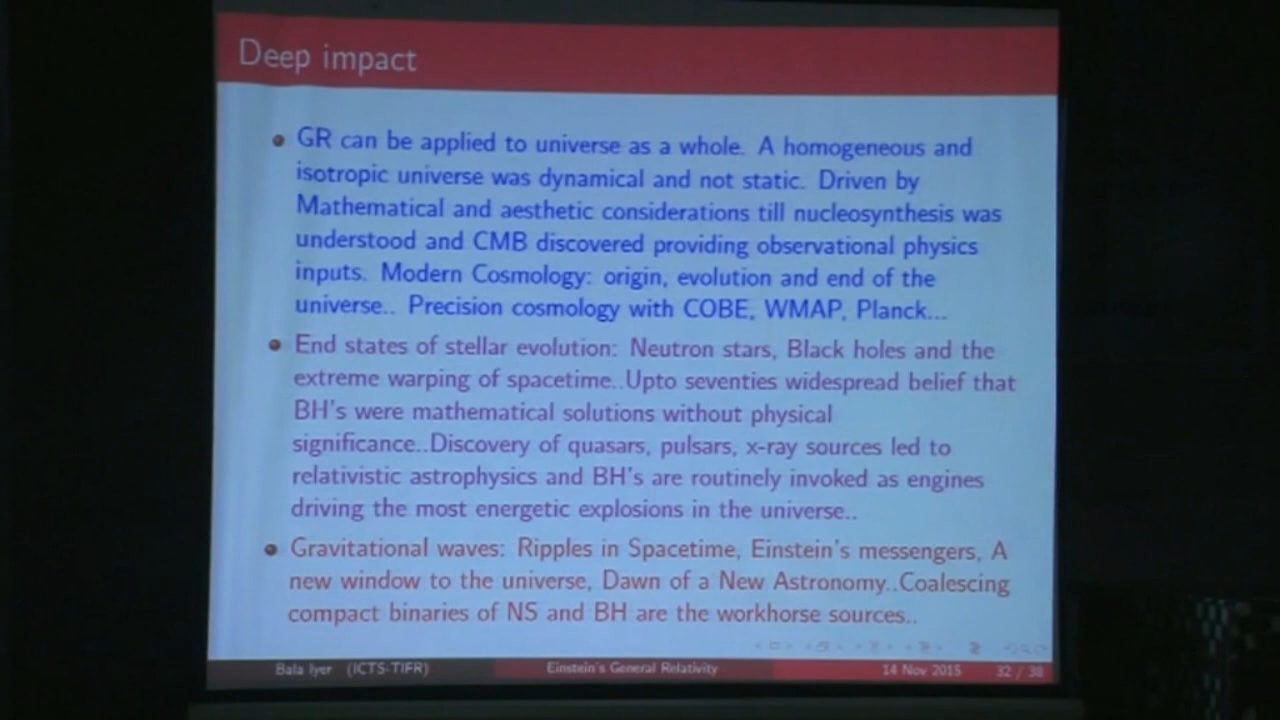 Deep impact
GR can be applied to universe as a whole. A homogeneous and
isotropic universe was dynamical and not static. Driven by
Mathematical and aesthetic considerations till nucleosynthesis was
understood and CMB discovered providing observational physics
inputs. Modern Cosmology: origin, evolution and end of the
universe.. Precision cosmology with COBE, WMAP, Planck...
End states of stellar evolution: Neutron stars, Black holes and the
extreme warping of spacetime..Upto seventies widespread belief that
BH's were mathematical solutions without physical
significance..Discovery of quasars, pulsars, x-ray sources led to
relativistic astrophysics and BH's are routinely invoked as engines
driving the most energetic explosions in the universe..
Gravitational waves: Ripples in Spacetime, Einstein's messengers, A
new window to the universe, Dawn of a New Astronomy..Coalescing
compact binaries of NS and BH are the workhorse sources..
Bala Iyer (ICTS-TIFR) Einstein's General Relativity 14 Nov 2015 32 / 38